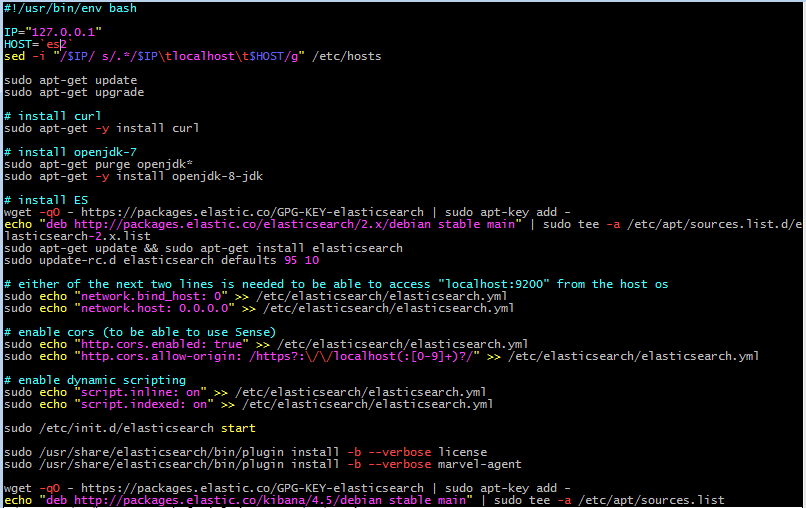 #!/usr/bin/env bash
IP="127.0.0.1"
HOST=`es2`
sed -i "/$IP/ s/.*/$IP\tlocalhost\t$HOST/g" /etc/hosts
sudo apt-get update
sudo apt-get upgrade
# install curl
sudo apt-get -y install curl
# install openjdk-7
sudo apt-get purge openjdk*
sudo apt-get -y install openjdk-8-jdk
# install ES
wget -qO - https://packages.elastic.co/GPG-KEY-elasticsearch | sudo apt-key add -
echo "deb http://packages.elastic.co/elasticsearch/2.x/debian stable main" | sudo tee -a /etc/apt/sources.list.d/e
lasticsearch-2.x.list
sudo apt-get update && sudo apt-get install elasticsearch
sudo update-rc.d elasticsearch defaults 95 10
# either of the next two lines is needed to be able to access "localhost:9200" from the host os
sudo echo "network.bind_host: 0" >> /etc/elasticsearch/elasticsearch.yml
sudo echo "network.host: 0.0.0.0" >> /etc/elasticsearch/elasticsearch.yml
# enable cors (to be able to use Sense)
sudo echo "http.cors.enabled: true" >> /etc/elasticsearch/elasticsearch.yml
sudo echo "http.cors.allow-origin: /https?:\/\/localhost(:[0-9]+)?/" >> /etc/elasticsearch/elasticsearch.yml
# enable dynamic scripting
sudo echo "script.inline: on" >> /etc/elasticsearch/elasticsearch.yml
sudo echo "script.indexed: on" >> /etc/elasticsearch/elasticsearch.yml
sudo /etc/init.d/elasticsearch start
sudo /usr/share/elasticsearch/bin/plugin install -b --verbose license
sudo /usr/share/elasticsearch/bin/plugin install -b --verbose marvel-agent
wget -qO - https://packages.elastic.co/GPG-KEY-elasticsearch | sudo apt-key add -
echo "deb http://packages.elastic.co/kibana/4.5/debian stable main" | sudo tee -a /etc/apt/sources.list